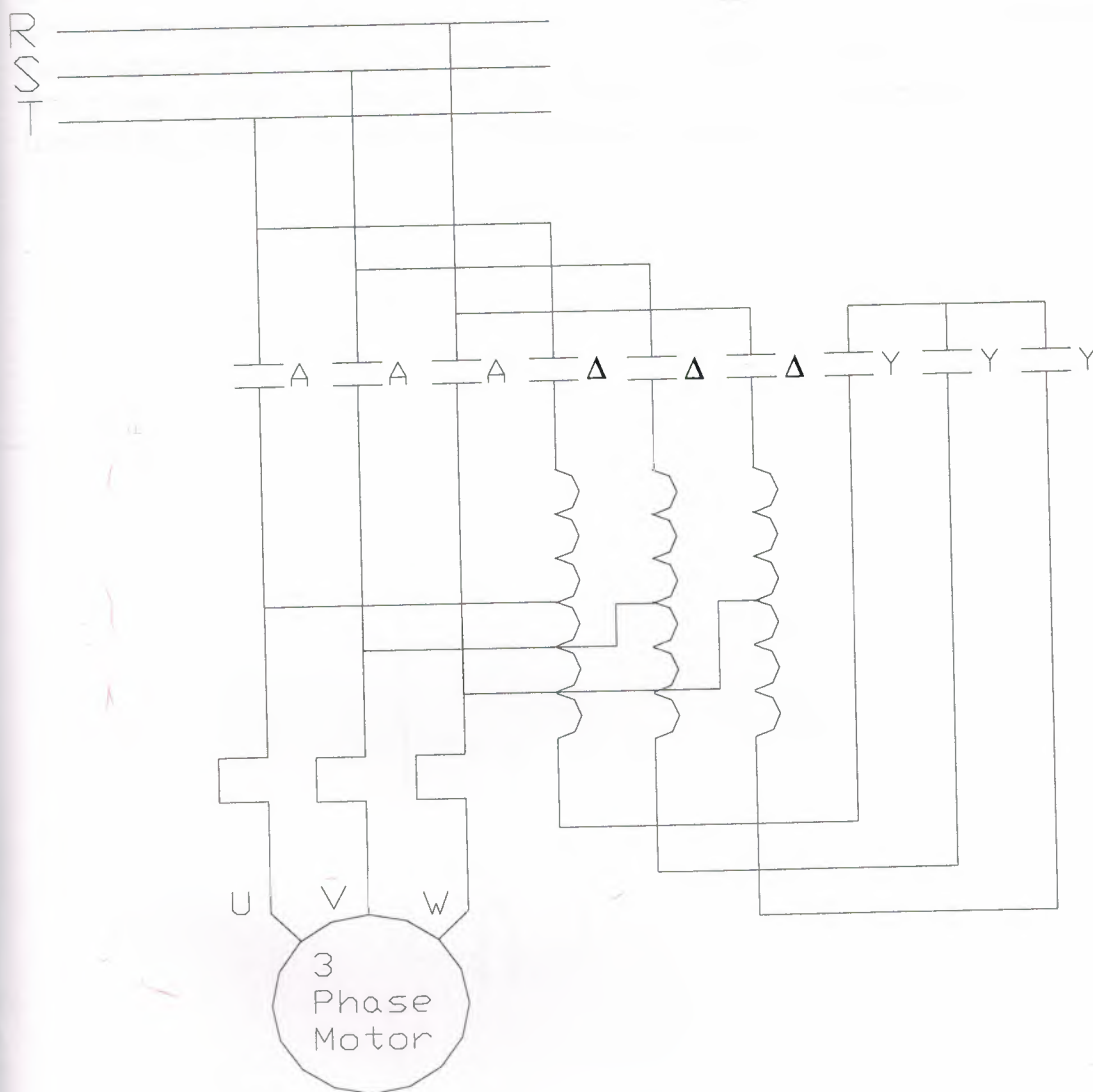 R
S
T
A A A Δ Δ Δ Y Y Y
U V W
3
Phase
Motor